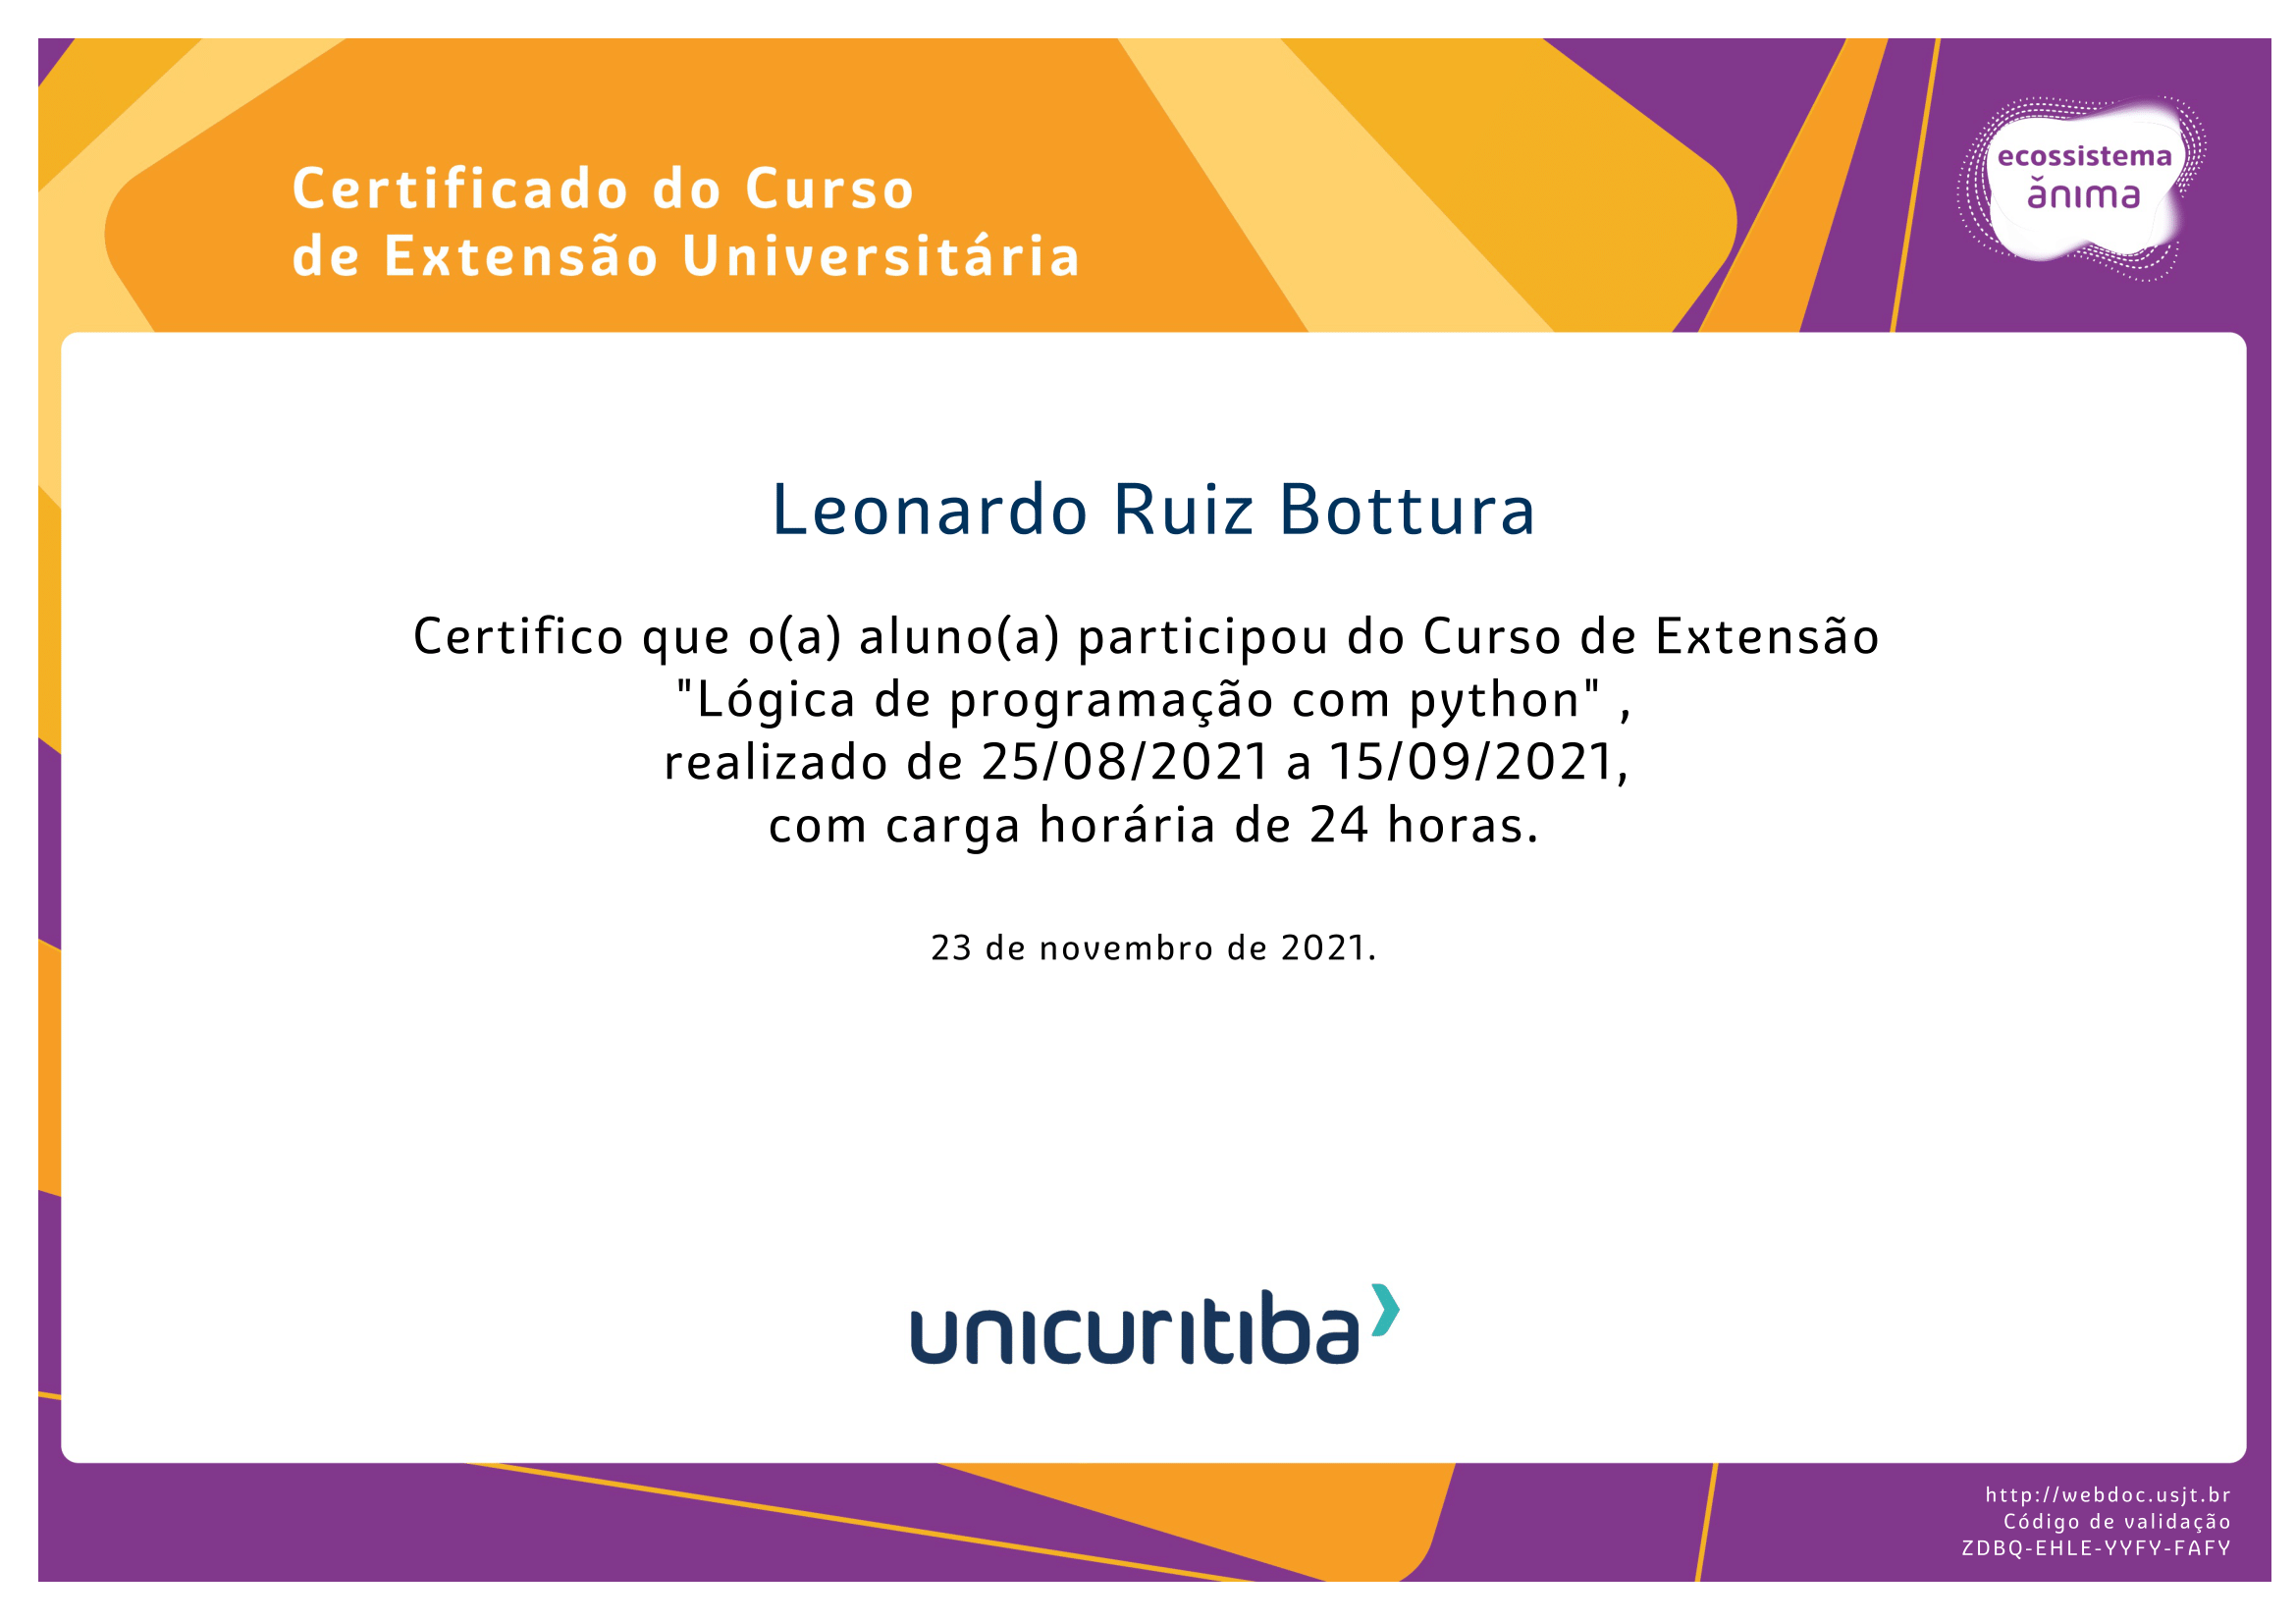 Certificado do Curso
de Extensão Universitária
ecossistema
ănima
Leonardo Ruiz Bottura
Certifico que o(a) aluno(a) participou do Curso de Extensão
"Lógica de programação com python" ,
realizado de 25/08/2021 a 15/09/2021,
com carga horária de 24 horas.
23 de novembro de 2021.
unicuritiba
http://webdoc.usjt.br
Código de validação
ZDBQ-EHLE-YYFY-FAFY